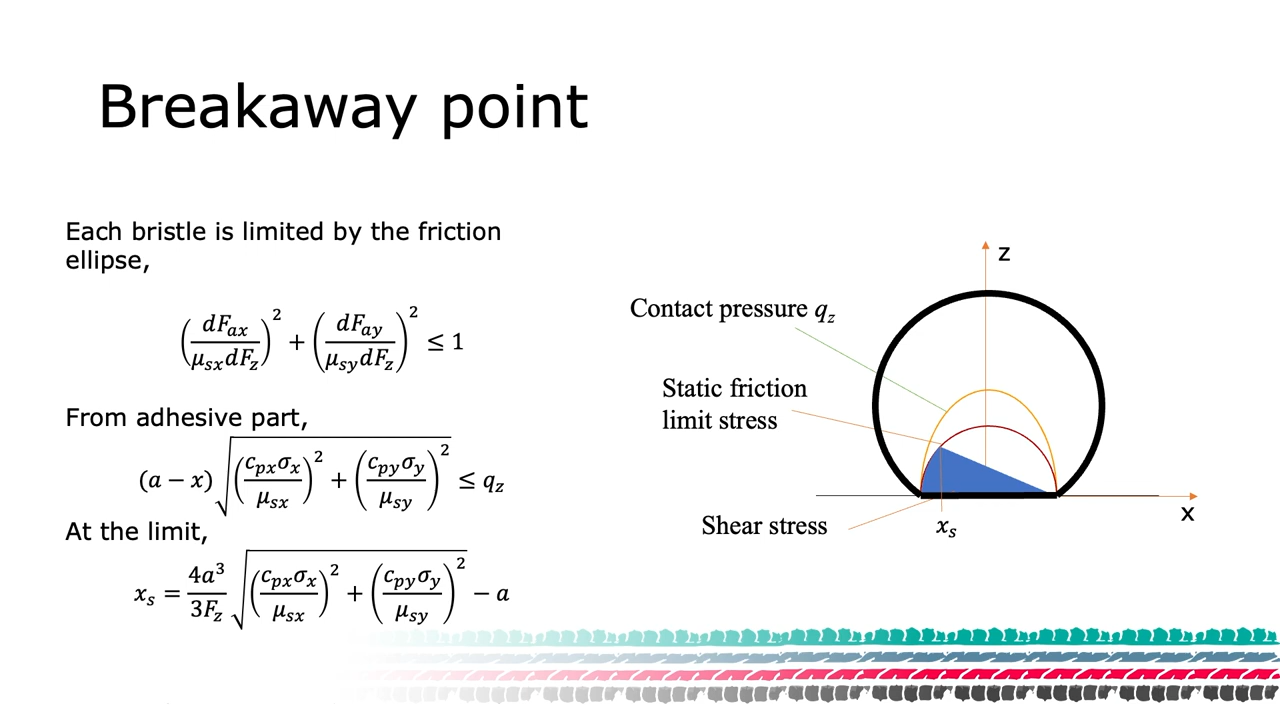 Breakaway point
Each bristle is limited by the friction
ellipse,
(dF_ax / μ_sx dF_z)² + (dF_ay / μ_sy dF_z)² ≤ 1
From adhesive part,
(a − x) √((c_px σ_x / μ_sx)² + (c_py σ_y / μ_sy)²) ≤ q_z
At the limit,
x_s = 4a³ / 3F_z √((c_px σ_x / μ_sx)² + (c_py σ_y / μ_sy)²) − a
z
Contact pressure q_z
Static friction
limit stress
Shear stress
x_s
x